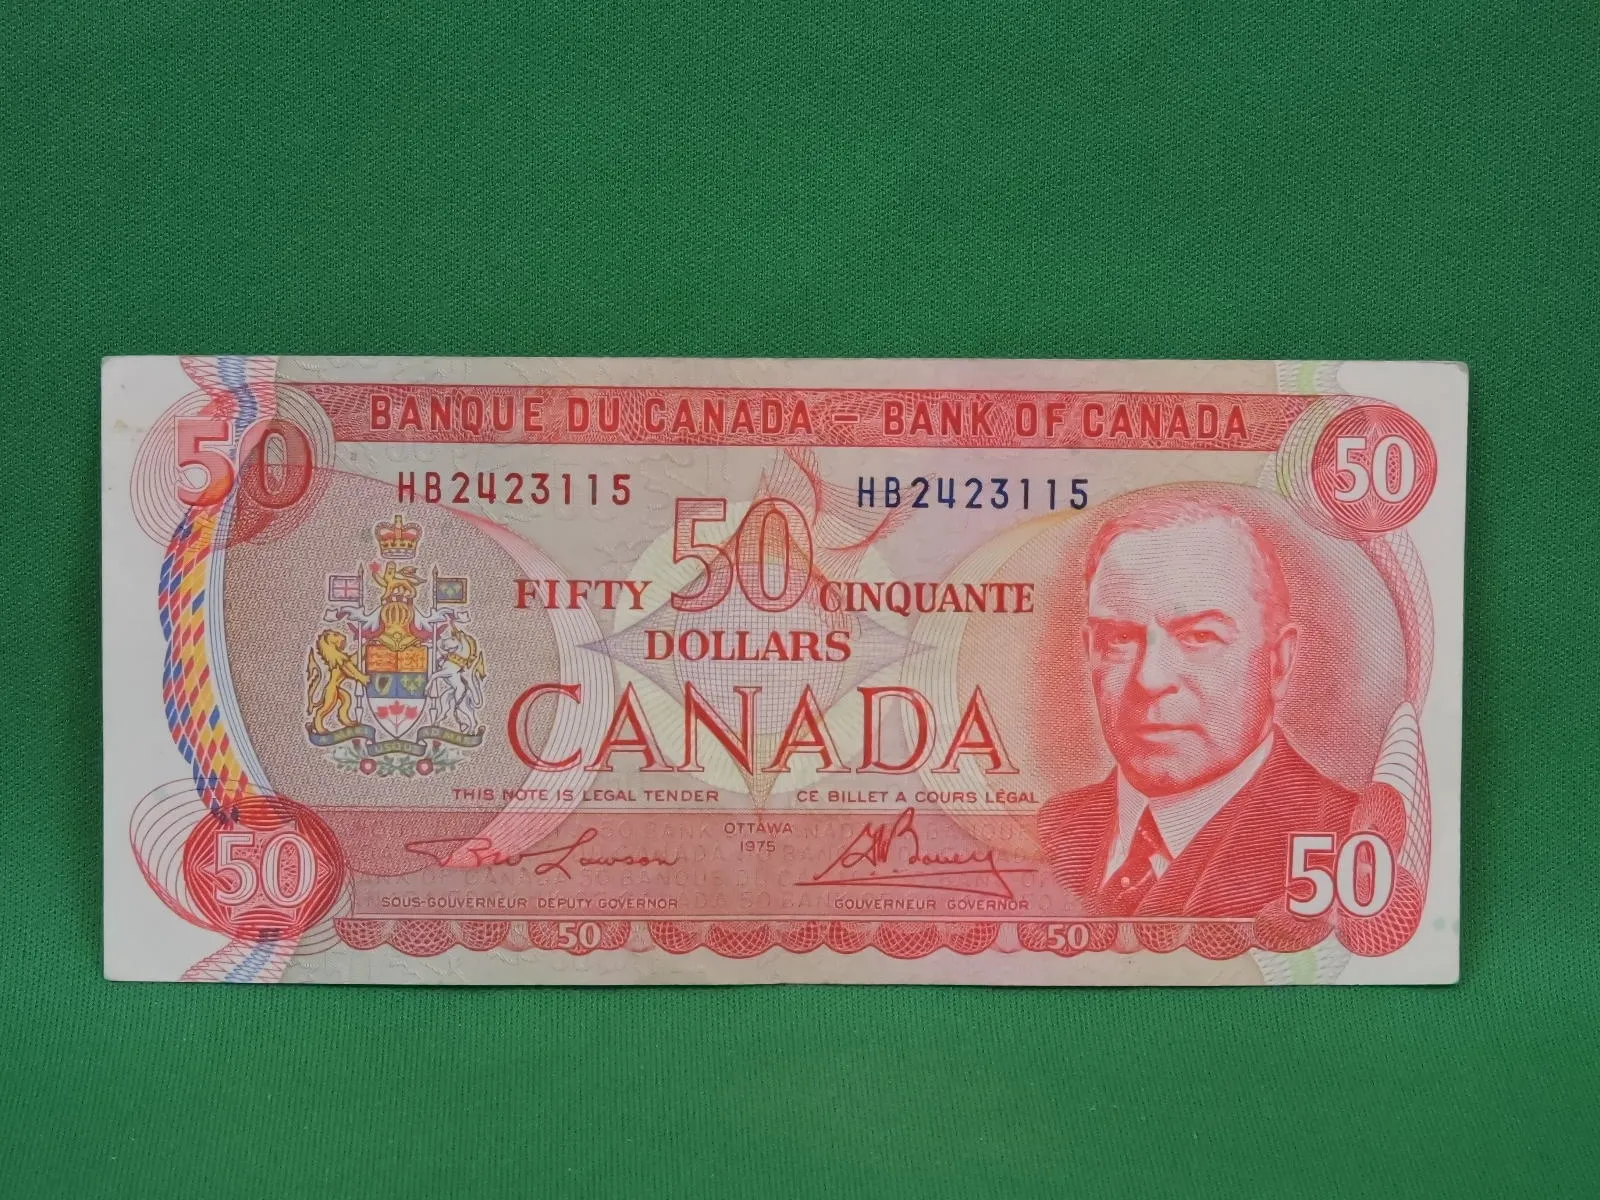 BANQUE DU CANADA – BANK OF CANADA
50
50
HB2423115
HB2423115
50
FIFTY
CINQUANTE
DOLLARS
CANADA
THIS NOTE IS LEGAL TENDER
CE BILLET A COURS LÉGAL
OTTAWA
1975
50
SOUS-GOUVERNEUR DEPUTY GOVERNOR
GOUVERNEUR GOVERNOR
50
50
50